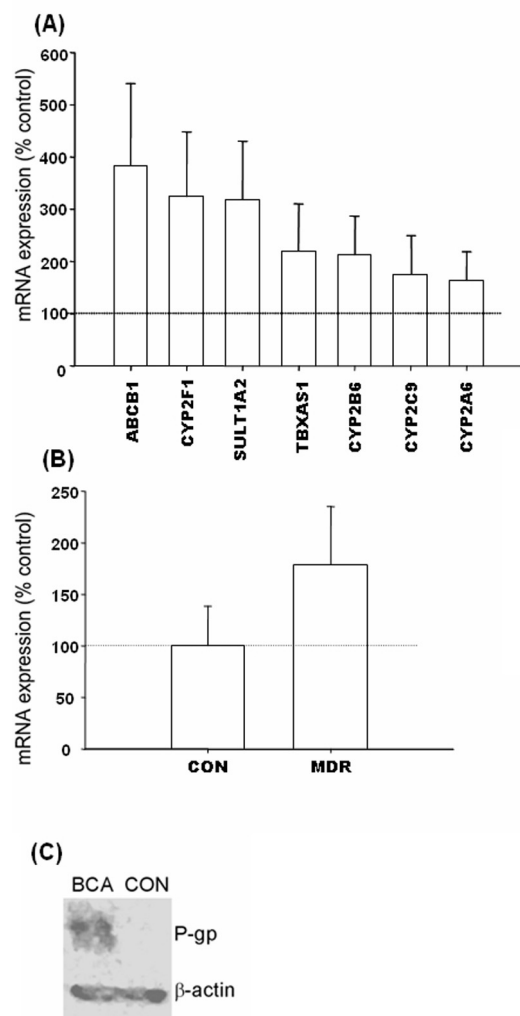 (A)
mRNA expression (% control)
600
500
400
300
200
100
0
ABCB1
CYP2F1
SULT1A2
TBXAS1
CYP2B6
CYP2C9
CYP2A6
(B)
mRNA expression (% control)
250
200
150
100
50
0
CON
MDR
(C)
BCA CON
P-gp
β-actin